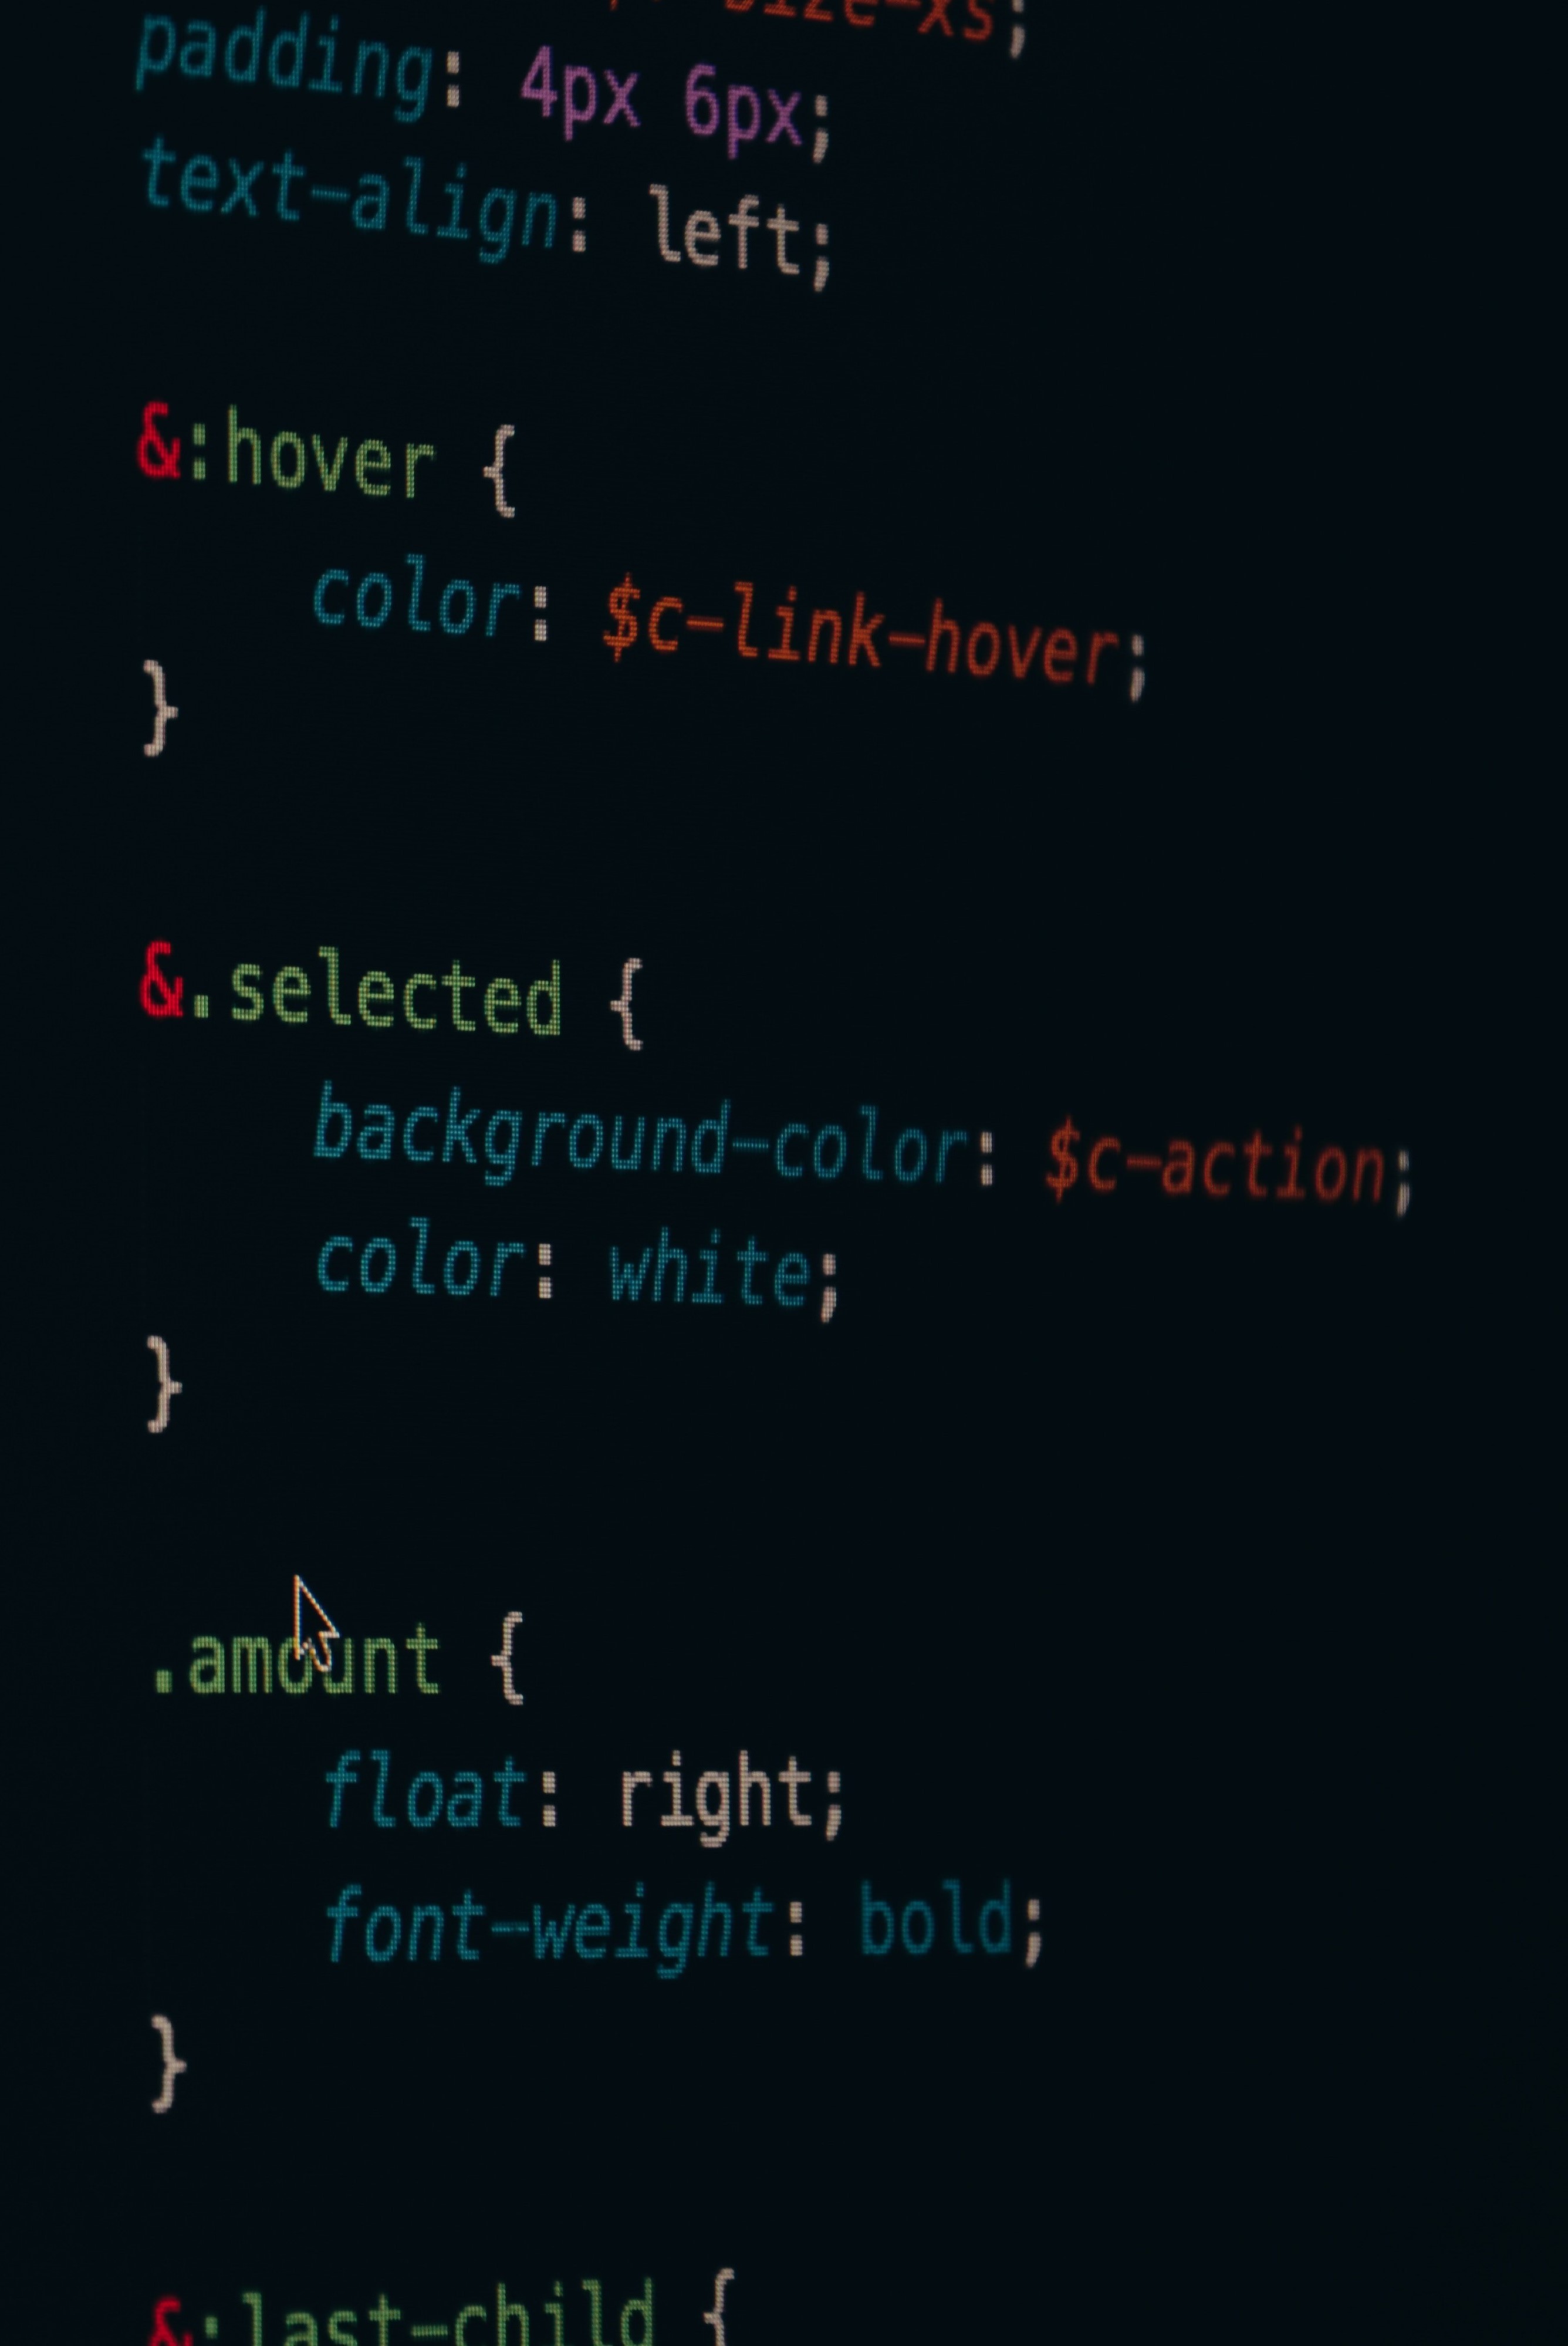 size-xs;
padding: 4px 6px;
text-align: left;
&:hover {
color: $c-link-hover;
}
&.selected {
background-color: $c-action;
color: white;
}
.amount {
float: right;
font-weight: bold;
}
&:last-child {